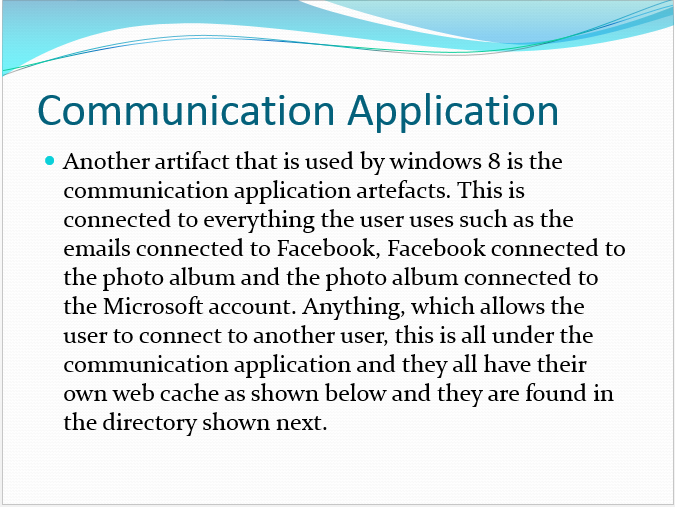 Communication Application
Another artifact that is used by windows 8 is the
communication application artefacts. This is
connected to everything the user uses such as the
emails connected to Facebook, Facebook connected to
the photo album and the photo album connected to
the Microsoft account. Anything, which allows the
user to connect to another user, this is all under the
communication application and they all have their
own web cache as shown below and they are found in
the directory shown next.